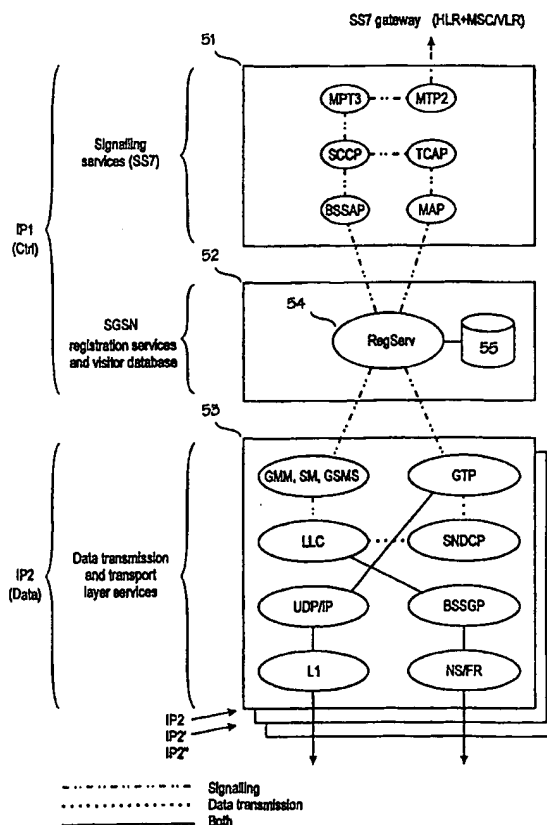 SS7 gateway (HLR+MSC/VLR)
51
MPT3
MTP2
Signalling
services (SS7)
SCCP
TCAP
BSSAP
MAP
IP1
(Ctrl)
52
54
SGSN
registration services
and visitor database
RegServ
55
53
GMM, SM, GSMS
GTP
LLC
SNDCP
IP2
(Data)
Data transmission
and transport
layer services
UDP/IP
BSSGP
L1
NS/FR
IP2
IP2'
IP2"
Signalling
Data transmission
Both